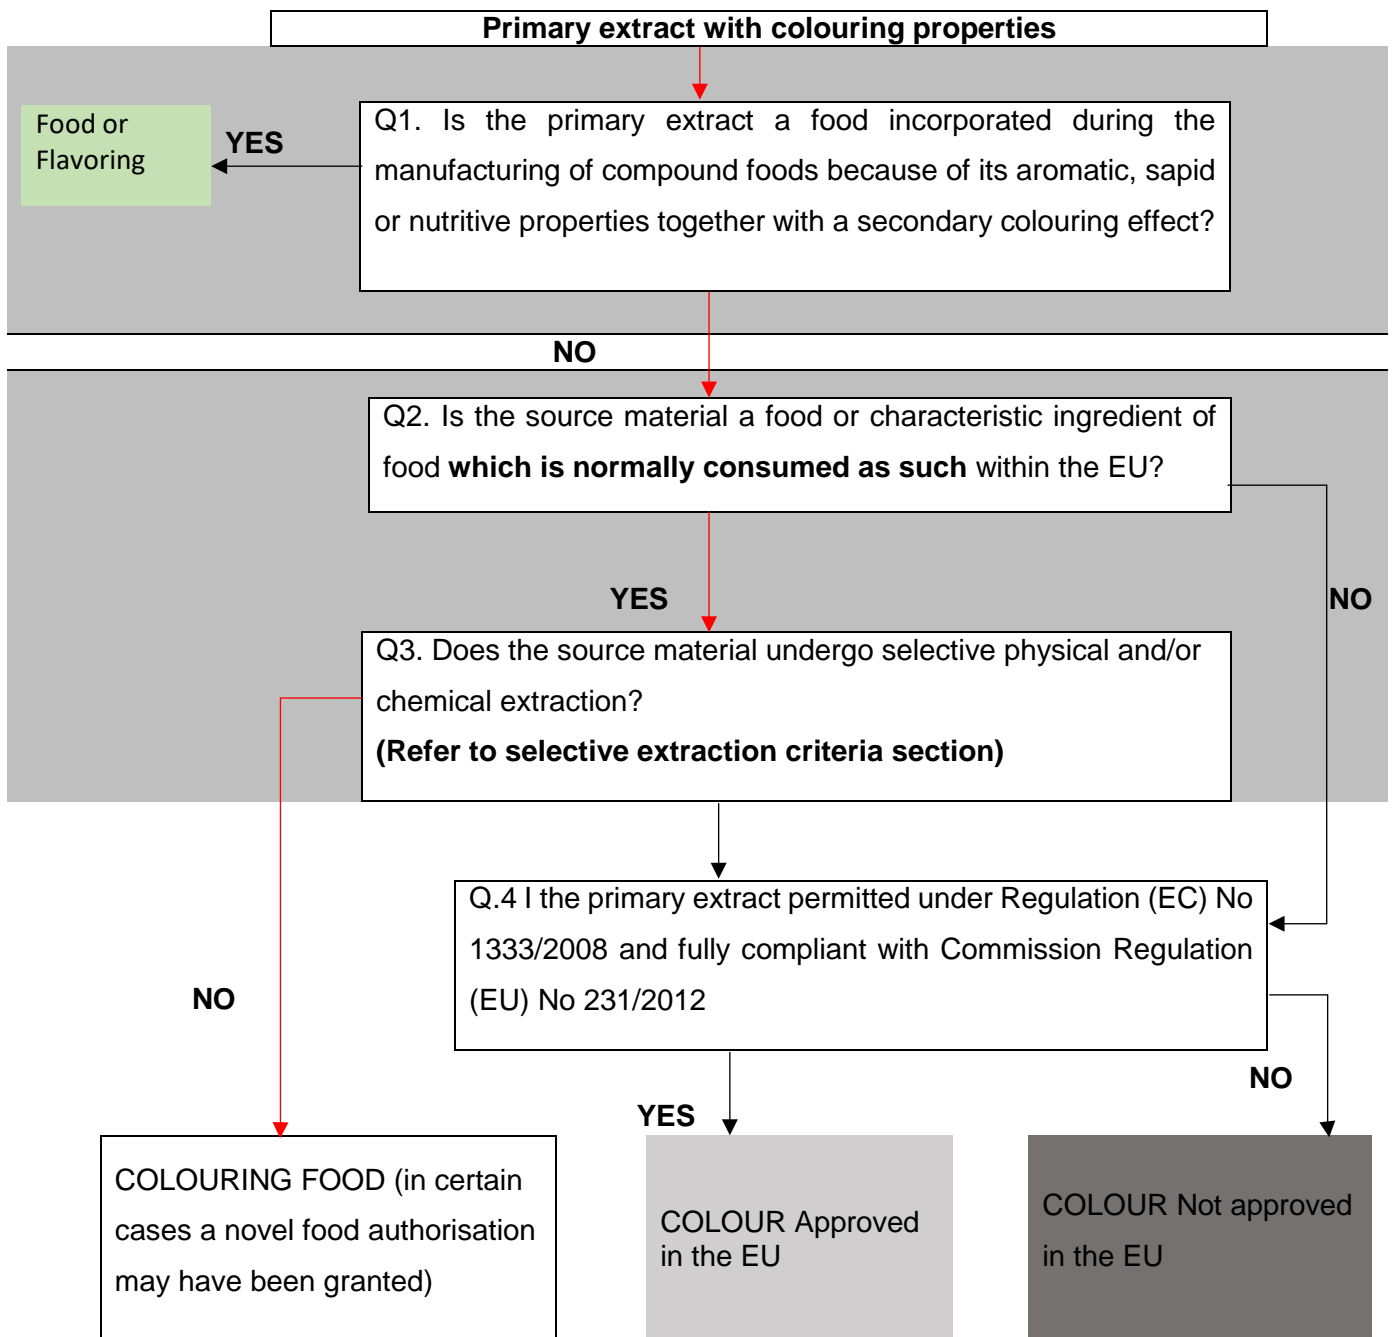 Primary extract with colouring properties
Food or
Flavoring
YES
Q1. Is the primary extract a food incorporated during the
manufacturing of compound foods because of its aromatic, sapid
or nutritive properties together with a secondary colouring effect?
NO
Q2. Is the source material a food or characteristic ingredient of
food which is normally consumed as such within the EU?
YES
NO
Q3. Does the source material undergo selective physical and/or
chemical extraction?
(Refer to selective extraction criteria section)
Q.4 I the primary extract permitted under Regulation (EC) No
1333/2008 and fully compliant with Commission Regulation
(EU) No 231/2012
NO
NO
YES
COLOURING FOOD (in certain
cases a novel food authorisation
may have been granted)
COLOUR Approved
in the EU
COLOUR Not approved
in the EU